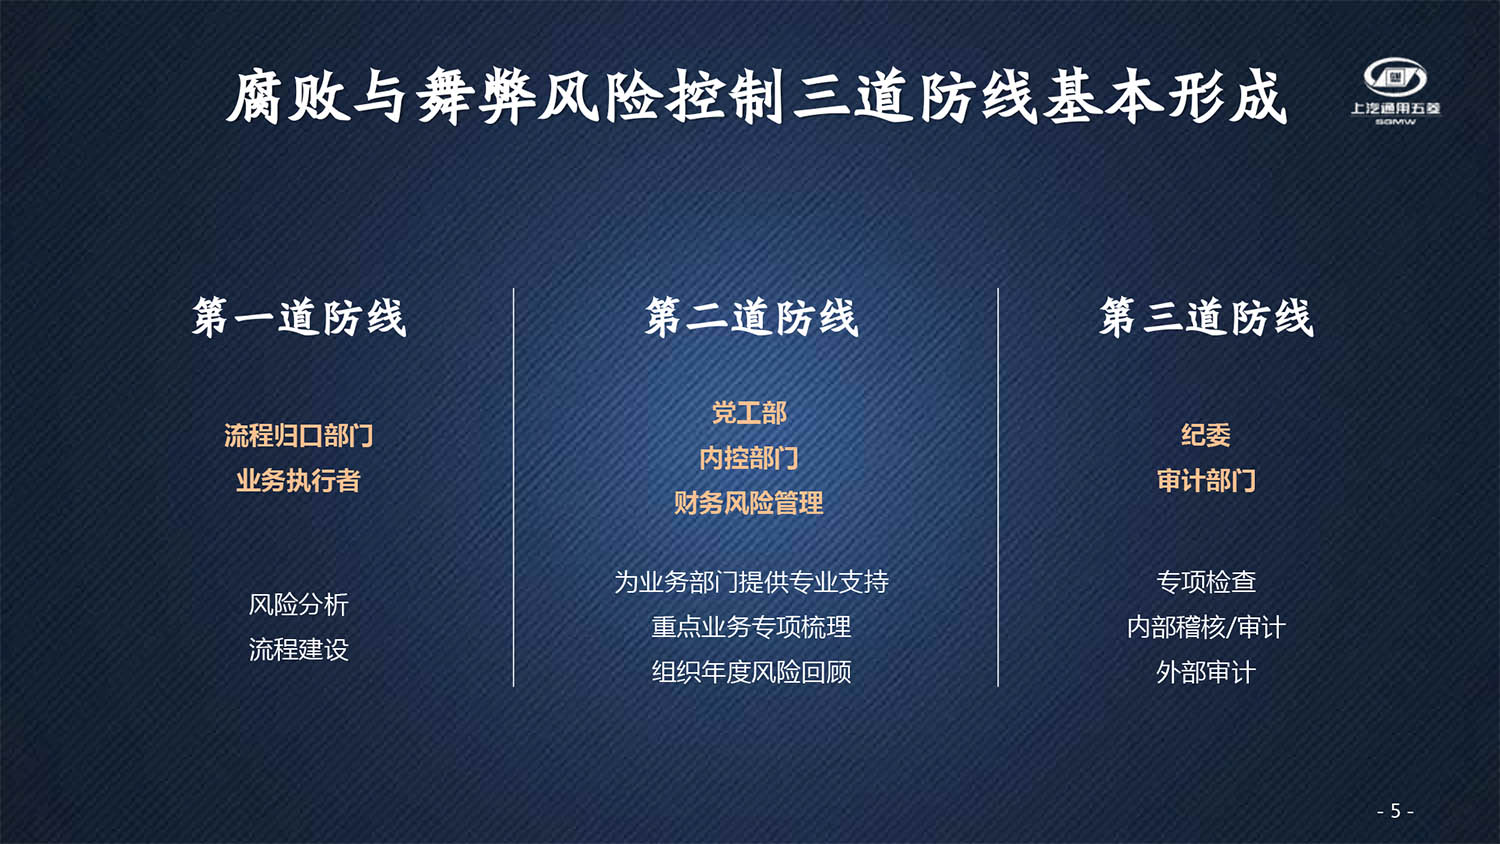 腐败与舞弊风险控制三道防线基本形成
上汽通用五菱
SGMW
第一道防线
流程归口部门
业务执行者
风险分析
流程建设
第二道防线
党工部
内控部门
财务风险管理
为业务部门提供专业支持
重点业务专项梳理
组织年度风险回顾
第三道防线
纪委
审计部门
专项检查
内部稽核/审计
外部审计
- 5 -